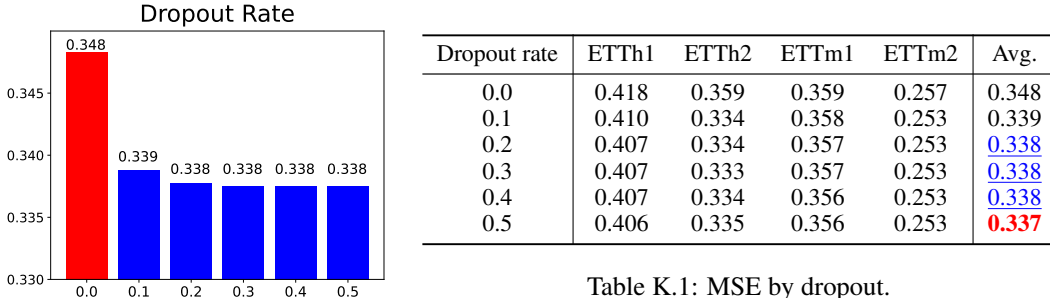 Dropout Rate
0.348
0.345
0.340
0.335
0.330
0.339
0.338
0.338
0.338
0.338
0.0 0.1 0.2 0.3 0.4 0.5
Dropout rate ETTh1 ETTh2 ETTm1 ETTm2 Avg.
0.0 0.418 0.359 0.359 0.257 0.348
0.1 0.410 0.334 0.358 0.253 0.339
0.2 0.407 0.334 0.357 0.253 0.338
0.3 0.407 0.333 0.357 0.253 0.338
0.4 0.407 0.334 0.356 0.253 0.338
0.5 0.406 0.335 0.356 0.253 0.337
Table K.1: MSE by dropout.